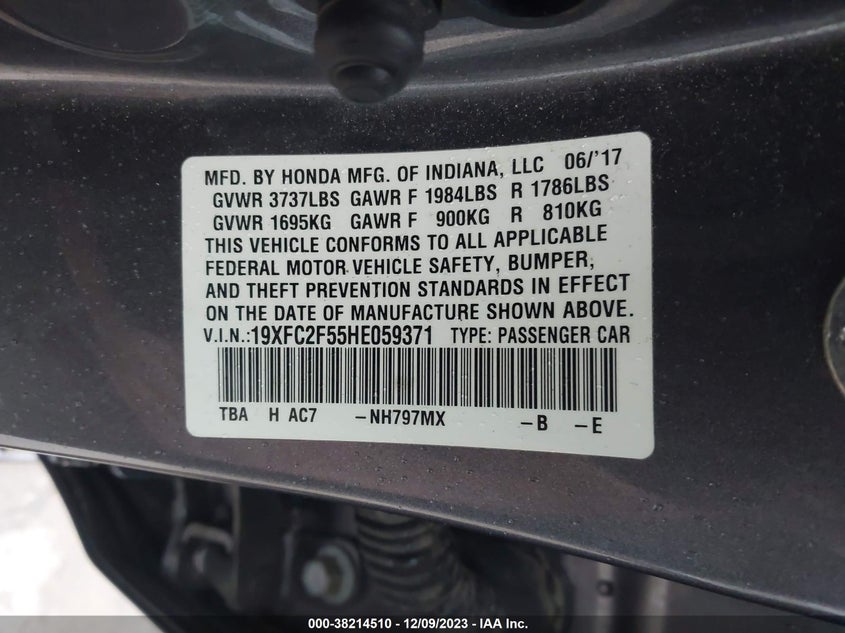 MFD. BY HONDA MFG. OF INDIANA, LLC 06/'17
GVWR 3737LBS GAWR F 1984LBS R 1786LBS
GVWR 1695KG GAWR F 900KG R 810KG
THIS VEHICLE CONFORMS TO ALL APPLICABLE
FEDERAL MOTOR VEHICLE SAFETY, BUMPER,
AND THEFT PREVENTION STANDARDS IN EFFECT
ON THE DATE OF MANUFACTURE SHOWN ABOVE.
V.I.N.:19XFC2F55HE059371 TYPE: PASSENGER CAR
TBA H AC7 –NH797MX –B –E
000-38214510 - 12/09/2023 - IAA Inc.